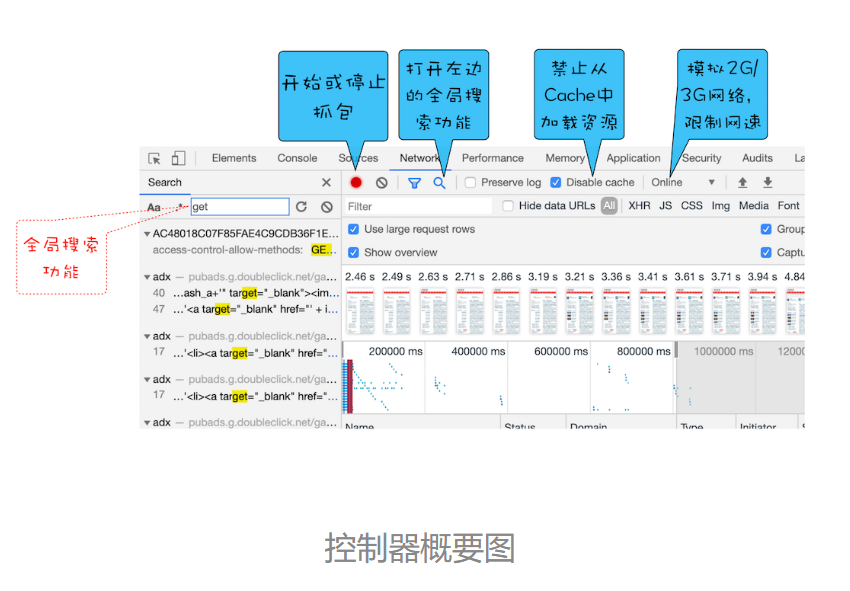 开始或停止
抓包
打开左边
的全局搜
索功能
禁止从
Cache中
加载资源
模拟2G/
3G网络,
限制网速
Elements Console Sources Network Performance Memory Application Security Audits La
Search
Preserve log Disable cache Online
Aa .* get
Filter Hide data URLs All XHR JS CSS Img Media Font
全局搜索
功能
AC48018C07F85FAE4C9CDB36F1E...
access-control-allow-methods: GE...
Use large request rows Group
Show overview Captu
adx — pubads.g.doubleclick.net/ga...
40 ...ash_a+'" target="_blank"><im...
47 ...'<a target="_blank" href="' + i...
adx — pubads.g.doubleclick.net/ga...
17 ...'<li><a target="_blank" href="...
adx — pubads.g.doubleclick.net/ga...
17 ...'<li><a target="_blank" href="...
adx — pubads.g.doubleclick.net/ga...
2.46 s 2.49 s 2.63 s 2.71 s 2.86 s 3.19 s 3.21 s 3.36 s 3.41 s 3.61 s 3.71 s 3.94 s 4.84
200000 ms 400000 ms 600000 ms 800000 ms 1000000 ms 12000
Name Status Domain Type Initiator
控制器概要图